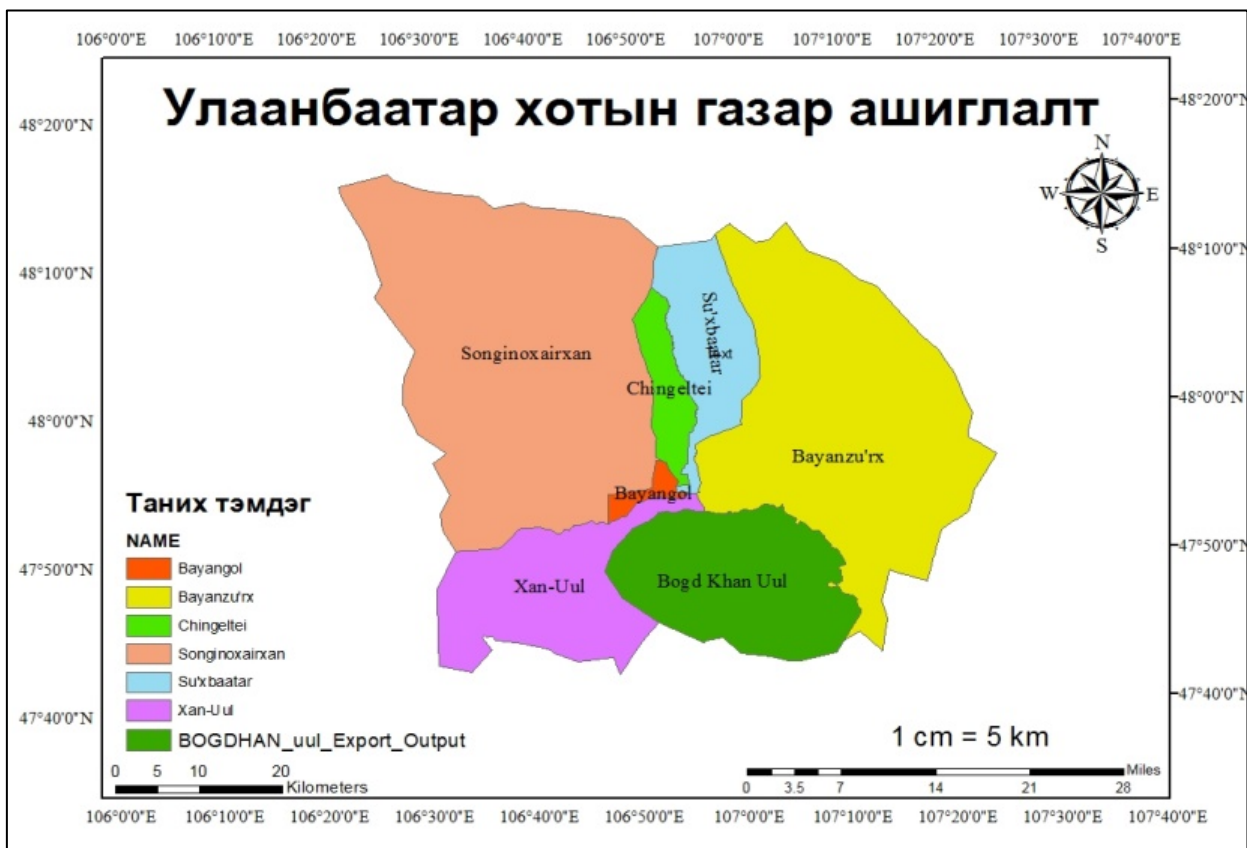 106°0'0"E 106°10'0"E 106°20'0"E 106°30'0"E 106°40'0"E 106°50'0"E 107°0'0"E 107°10'0"E 107°20'0"E 107°30'0"E 107°40'0"E
Улаанбаатар хотын газар ашиглалт
48°20'0"N
48°20'0"N
N
W E
S
48°10'0"N
48°10'0"N
Su'xbaatar
Songinoxairxan
Chingeltei
48°0'0"N
48°0'0"N
Bayanzu'rx
Bayangol
Таних тэмдэг
NAME
Bayangol
Bayanzu'rx
Chingeltei
Songinoxairxan
Su'xbaatar
Xan-Uul
BOGDHAN_uul_Export_Output
47°50'0"N
47°50'0"N
Xan-Uul
Bogd Khan Uul
47°40'0"N
47°40'0"N
1 cm = 5 km
0 5 10 20
Kilometers
Miles
0 3.5 7 14 21 28
106°0'0"E 106°10'0"E 106°20'0"E 106°30'0"E 106°40'0"E 106°50'0"E 107°0'0"E 107°10'0"E 107°20'0"E 107°30'0"E 107°40'0"E